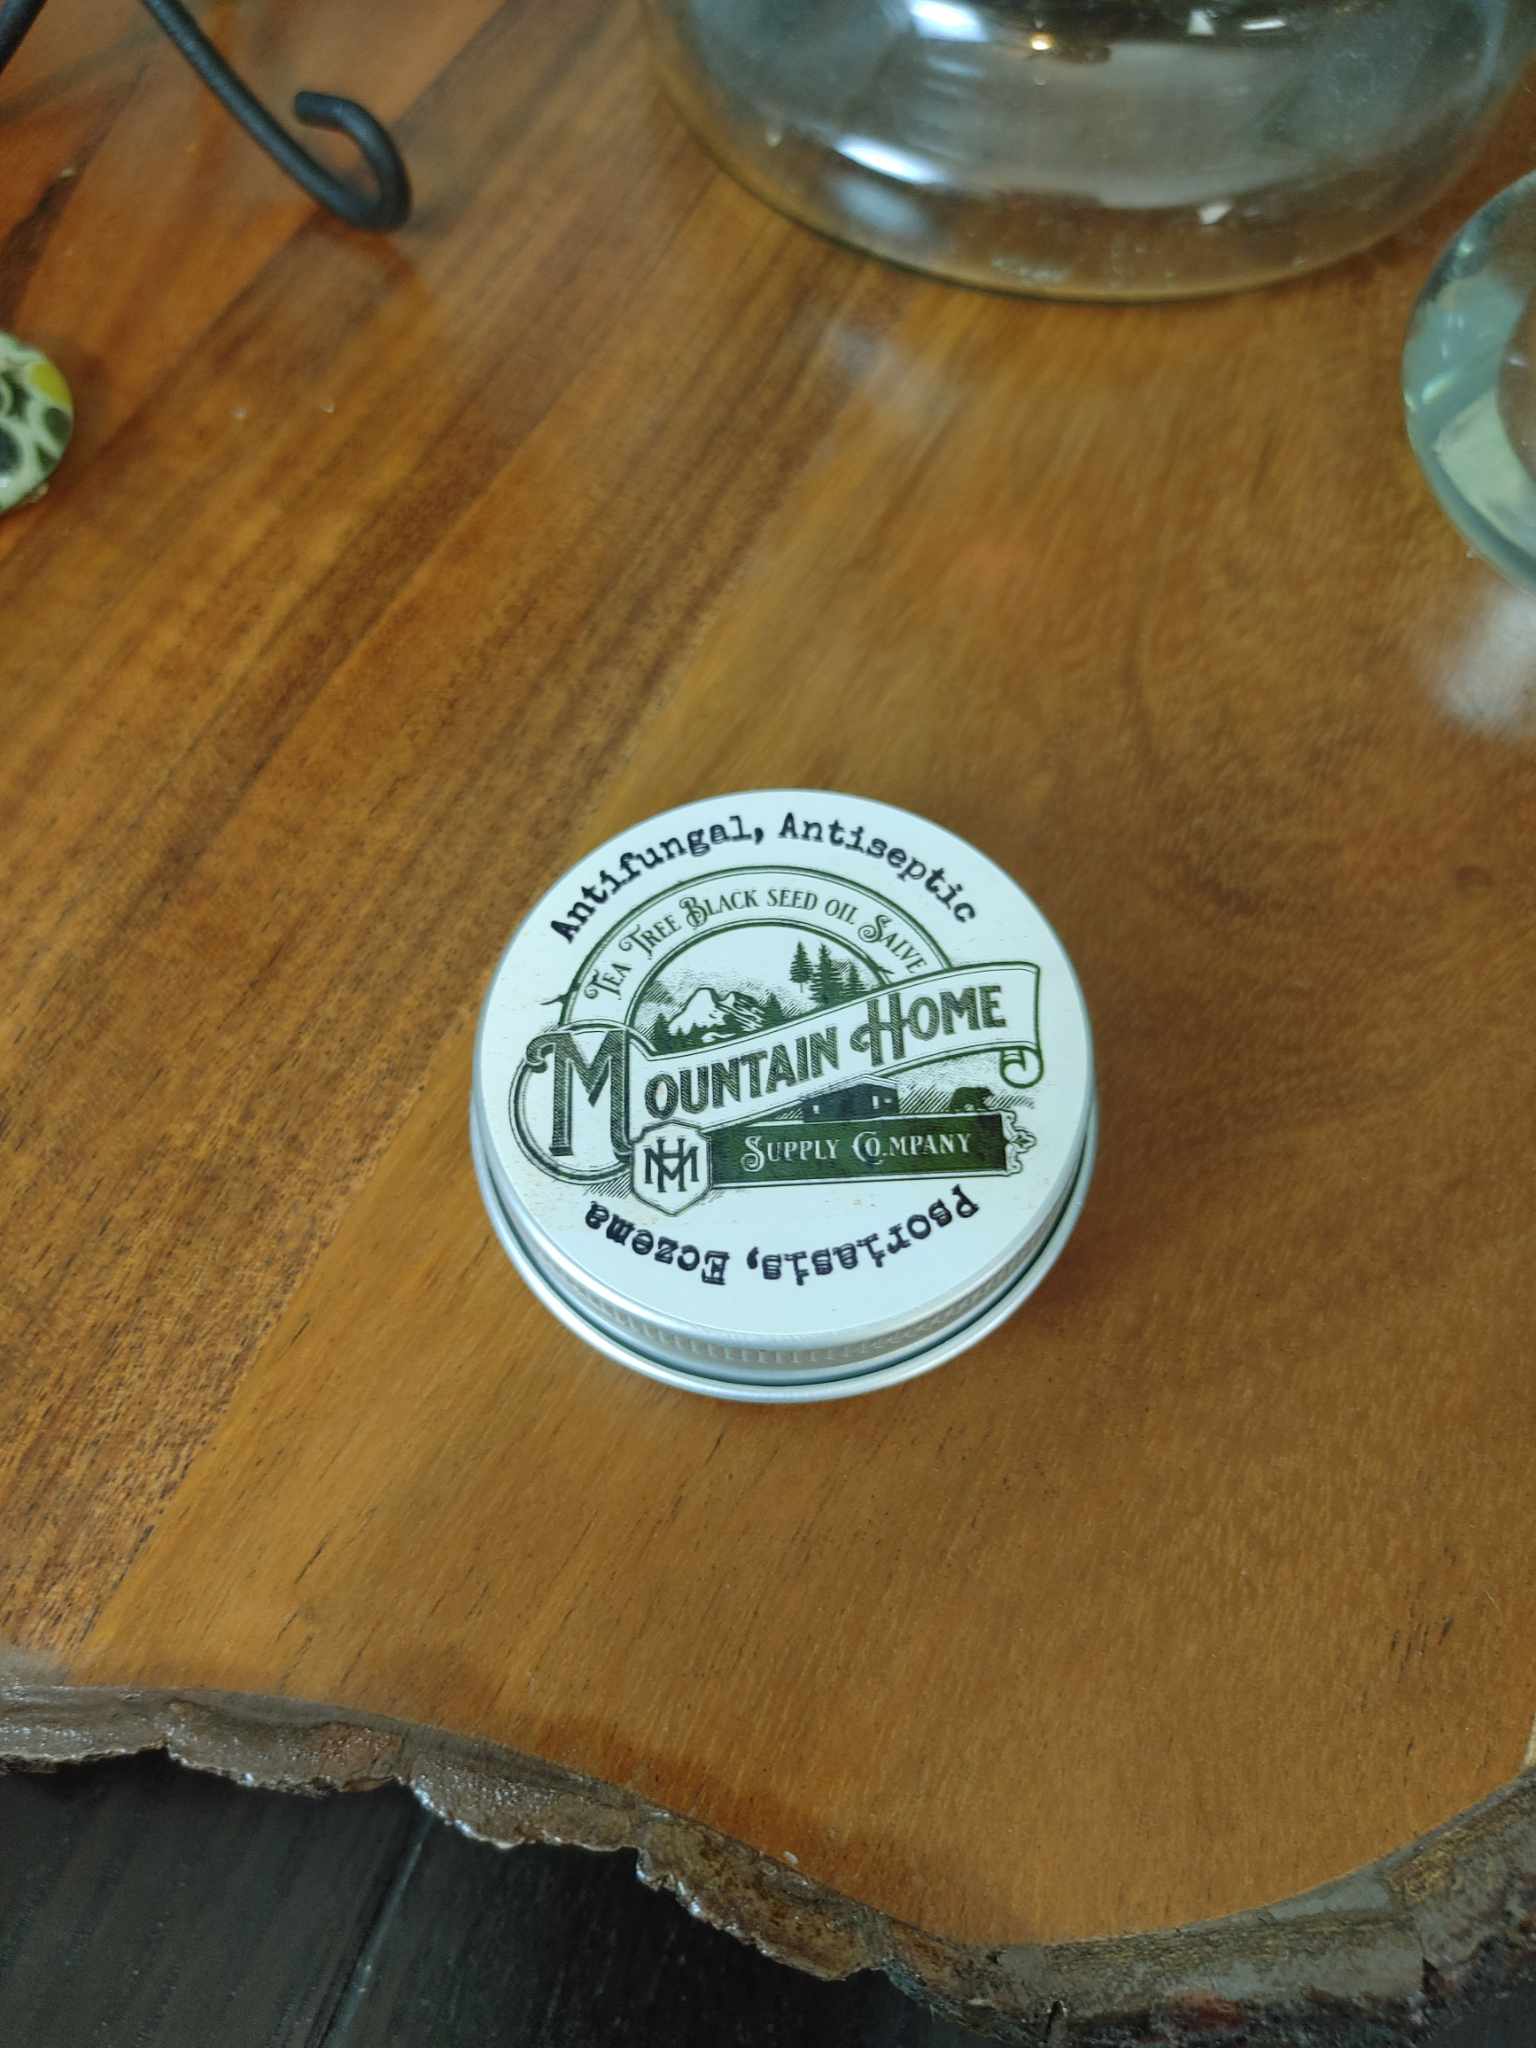 Antifungal, Antiseptic
TEA TREE BLACK SEED OIL SALVE
MOUNTAIN HOME
MH
SUPPLY CO.MPANY
Psoriasis, Eczema